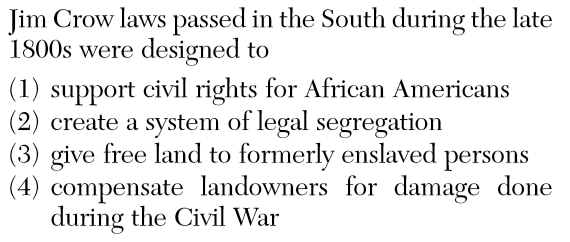 Jim Crow laws passed in the South during the late
1800s were designed to
(1) support civil rights for African Americans
(2) create a system of legal segregation
(3) give free land to formerly enslaved persons
(4) compensate landowners for damage done
during the Civil War